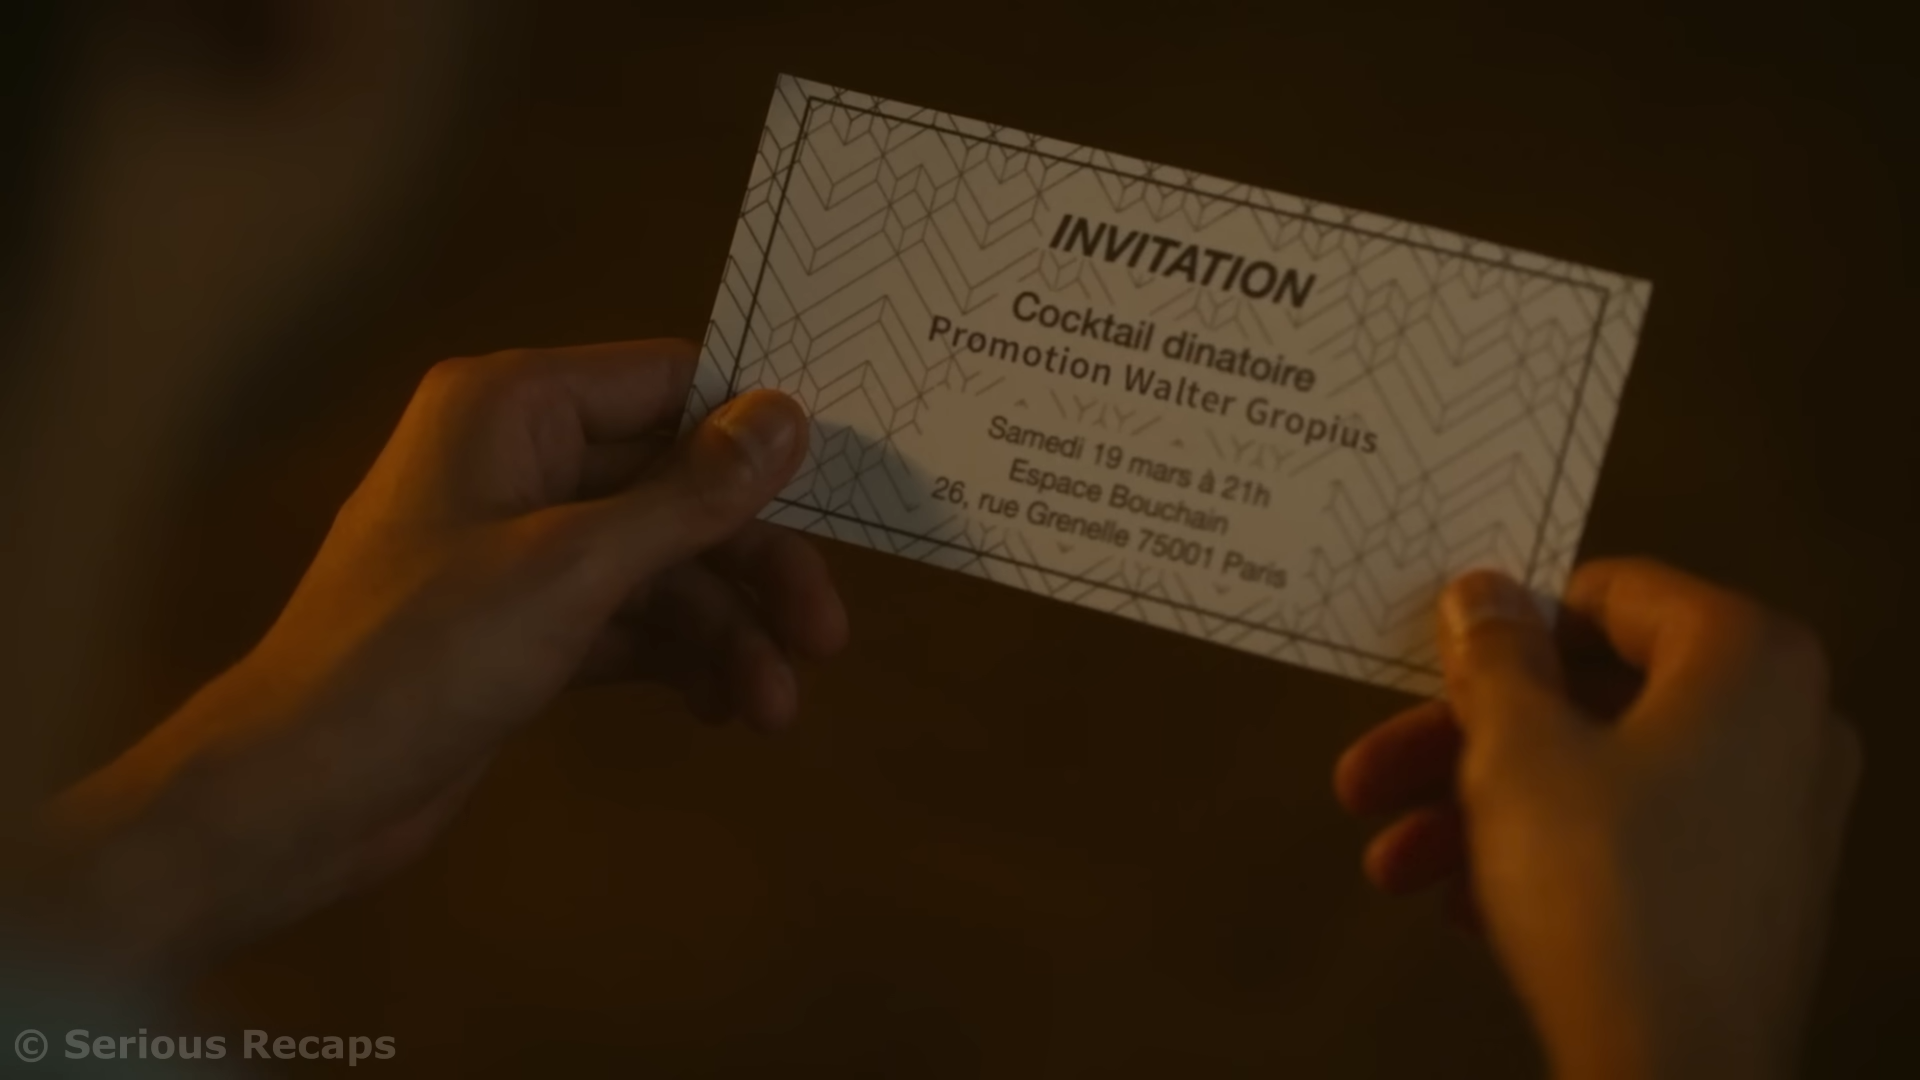 INVITATION
Cocktail dinatoire
Promotion Walter Gropius
Samedi 19 mars à 21h
Espace Bouchain
26, rue Grenelle 75001 Paris
© Serious Recaps